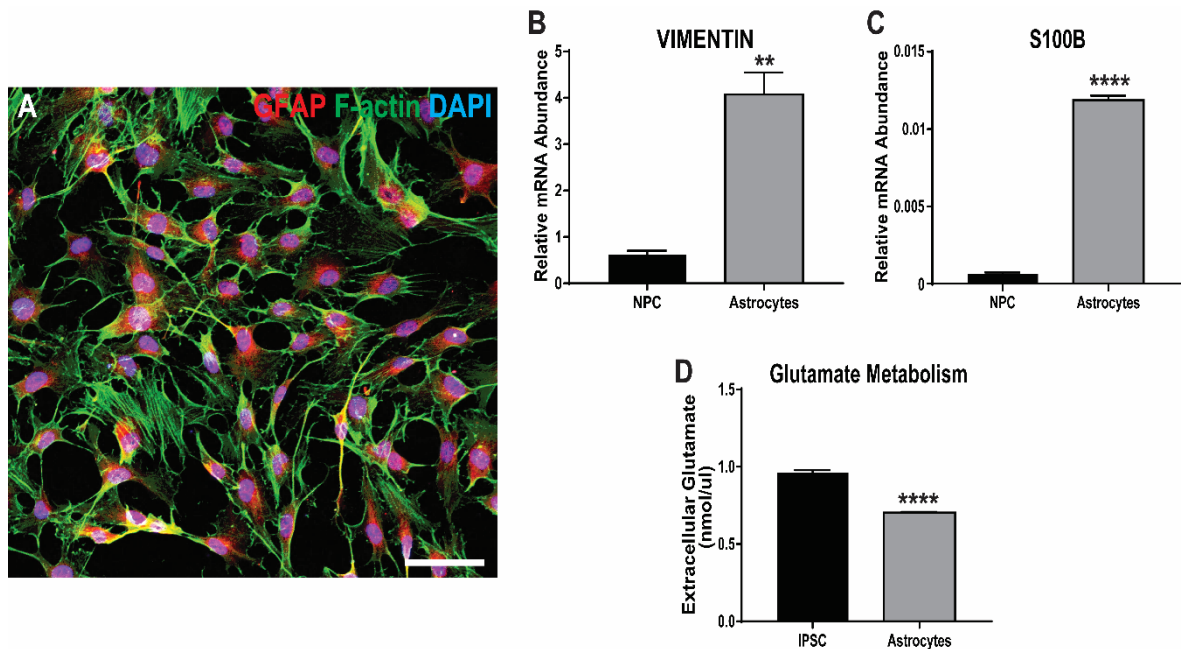 A
GFAP F-actin DAPI
B
VIMENTIN
Relative mRNA Abundance
5
4
3
2
1
0
**
NPC
Astrocytes
C
S100B
Relative mRNA Abundance
0.015
0.01
0.005
0
****
NPC
Astrocytes
D
Glutamate Metabolism
Extracellular Glutamate
(nmol/ul)
1.5
1.0
0.5
0.0
****
IPSC
Astrocytes